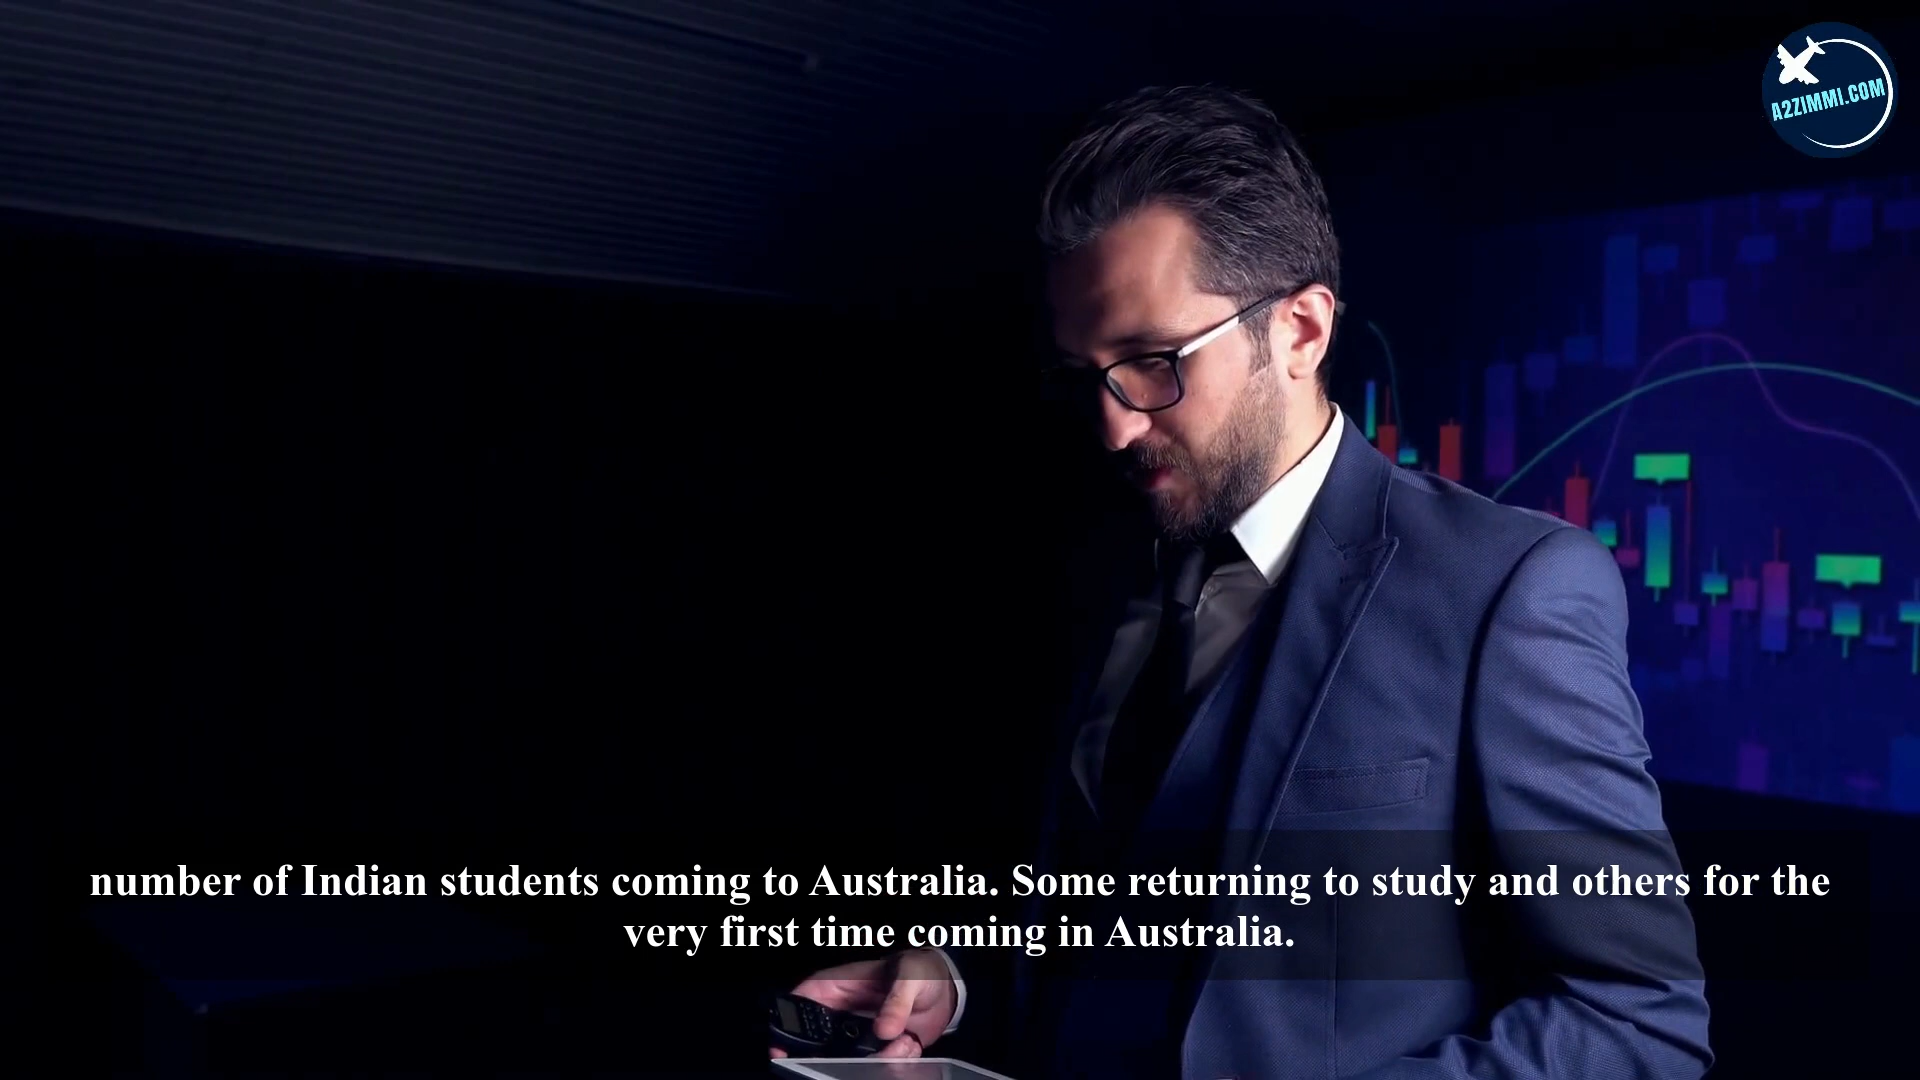 A2ZIMMI.COM
number of Indian students coming to Australia. Some returning to study and others for the
very first time coming in Australia.